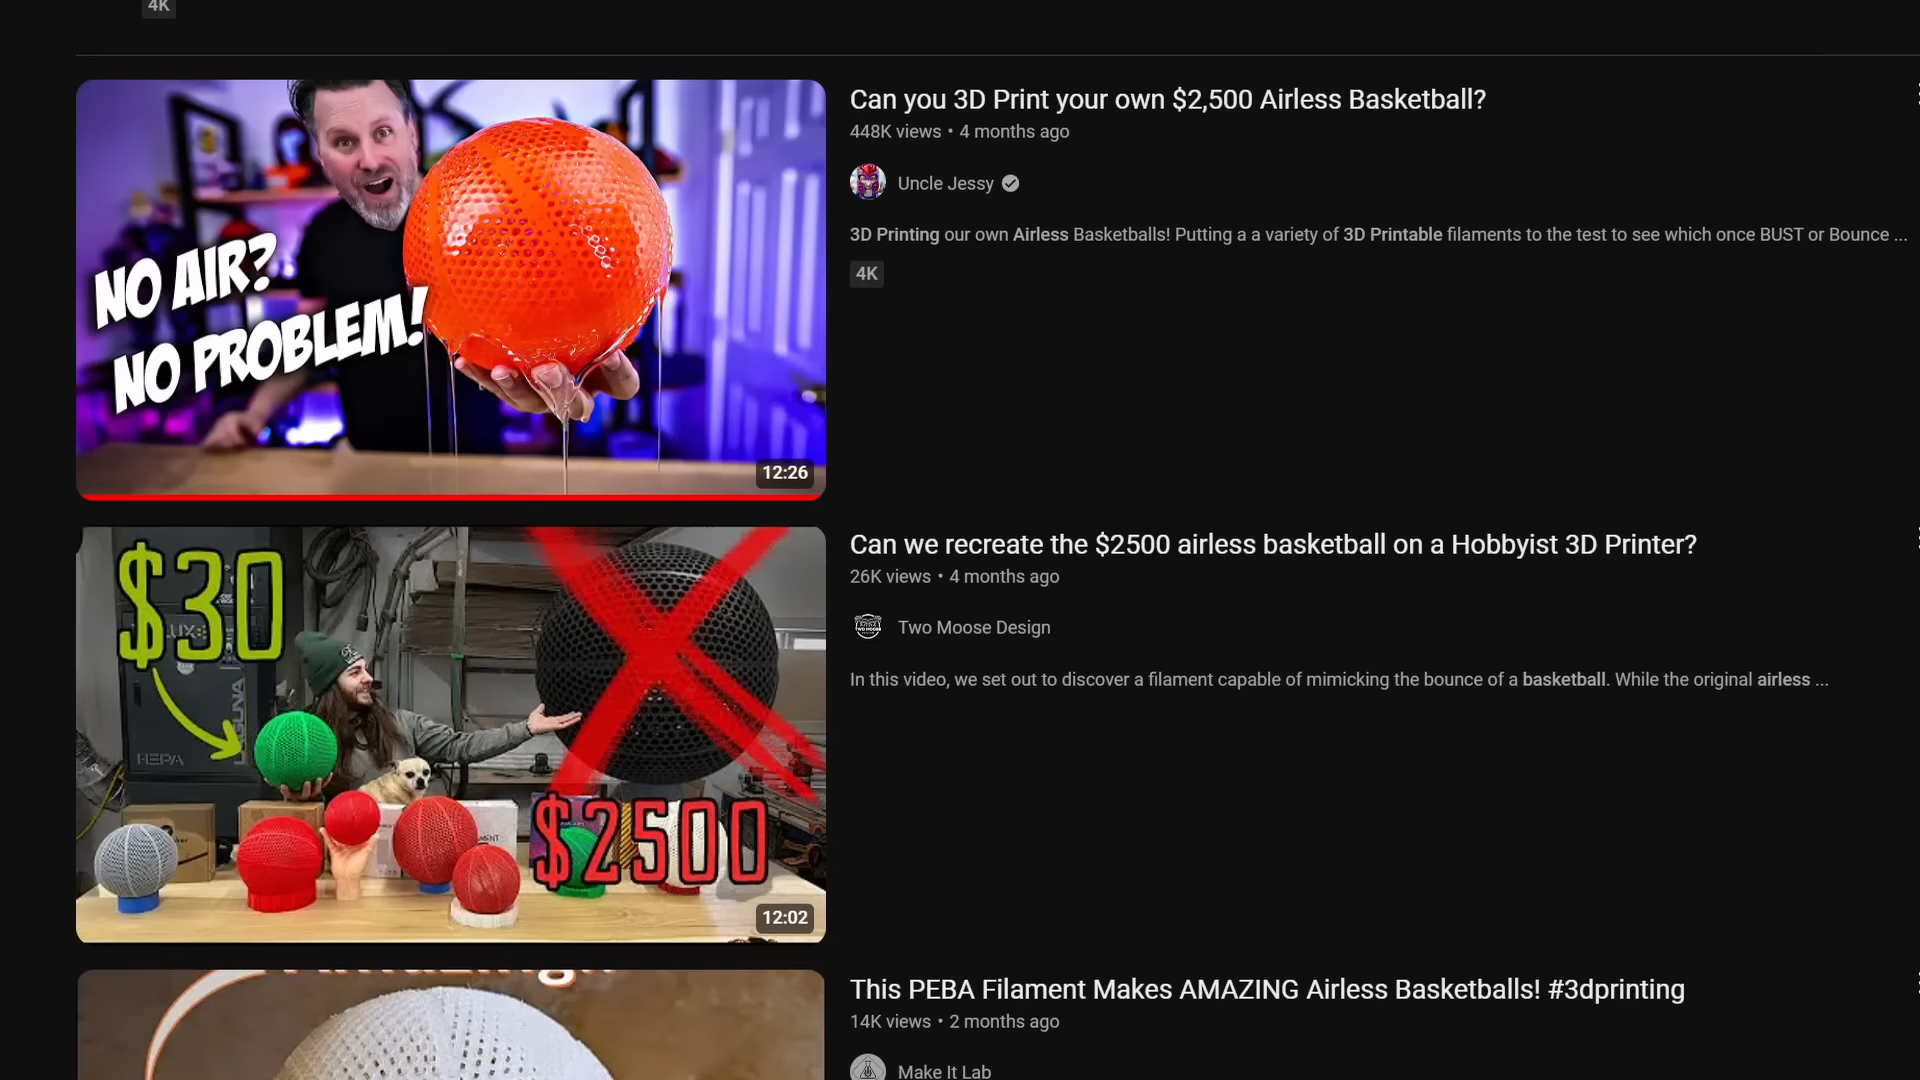 4K
NO AIR?
NO PROBLEM!
12:26
Can you 3D Print your own $2,500 Airless Basketball?
448K views • 4 months ago
Uncle Jessy
3D Printing our own Airless Basketballs! Putting a a variety of 3D Printable filaments to the test to see which once BUST or Bounce ...
4K
$30
LAGUNA
HEPA
$2500
12:02
Can we recreate the $2500 airless basketball on a Hobbyist 3D Printer?
26K views • 4 months ago
TWO MOOSE
Two Moose Design
In this video, we set out to discover a filament capable of mimicking the bounce of a basketball. While the original airless ...
This PEBA Filament Makes AMAZING Airless Basketballs! #3dprinting
14K views • 2 months ago
Make It Lab